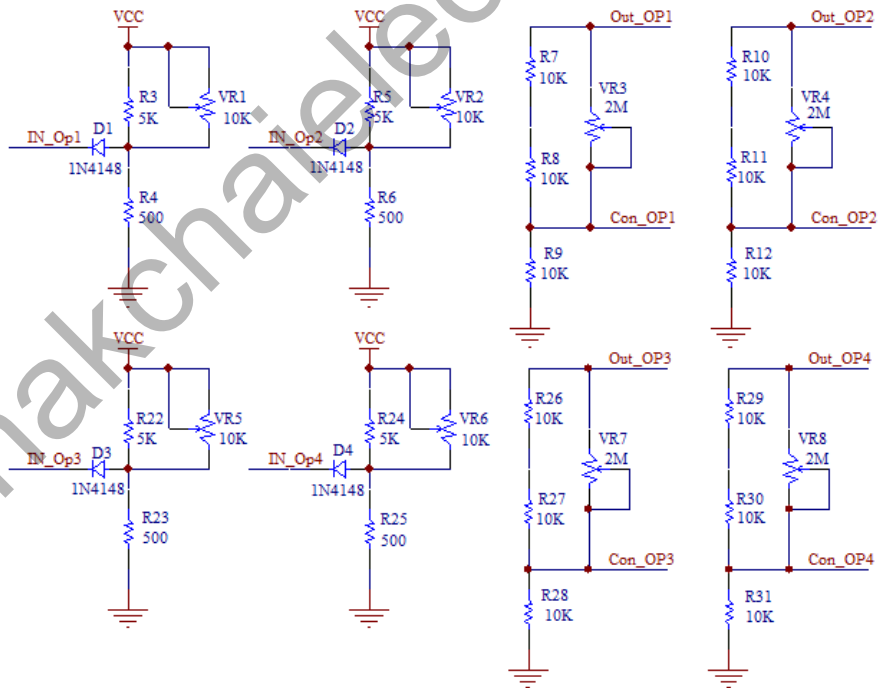 VCC
R3
5K
VR1
10K
IN_Op1
D1
1N4148
R4
500
VCC
R5
5K
VR2
10K
IN_Op2
D2
1N4148
R6
500
Out_OP1
R7
10K
VR3
2M
R8
10K
Con_OP1
R9
10K
Out_OP2
R10
10K
VR4
2M
R11
10K
Con_OP2
R12
10K
VCC
R22
5K
VR5
10K
IN_Op3
D3
1N4148
R23
500
VCC
R24
5K
VR6
10K
IN_Op4
D4
1N4148
R25
500
Out_OP3
R26
10K
VR7
2M
R27
10K
Con_OP3
R28
10K
Out_OP4
R29
10K
VR8
2M
R30
10K
Con_OP4
R31
10K